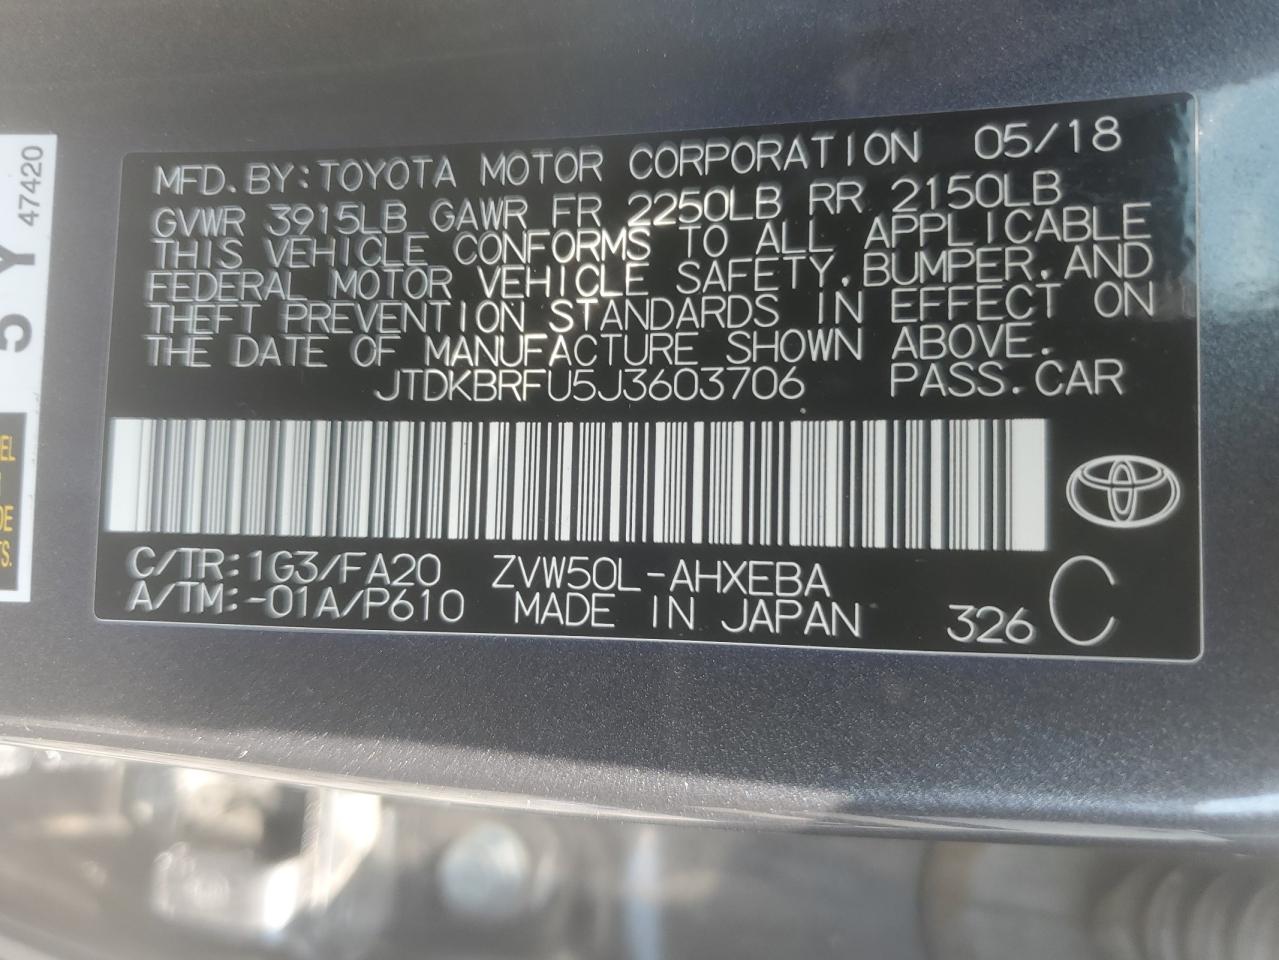 MFD. BY: TOYOTA MOTOR CORPORATION 05/18
GVWR 3915LB GAWR FR 2250LB RR 2150LB
THIS VEHICLE CONFORMS TO ALL APPLICABLE
FEDERAL MOTOR VEHICLE SAFETY, BUMPER, AND
THEFT PREVENTION STANDARDS IN EFFECT ON
THE DATE OF MANUFACTURE SHOWN ABOVE.
JTDKBRFU5J3603706 PASS. CAR
C/TR: 1G3/FA20 ZVW50L-AHXEBA
A/TM: -01A/P610 MADE IN JAPAN 326 C
5 Y
47420